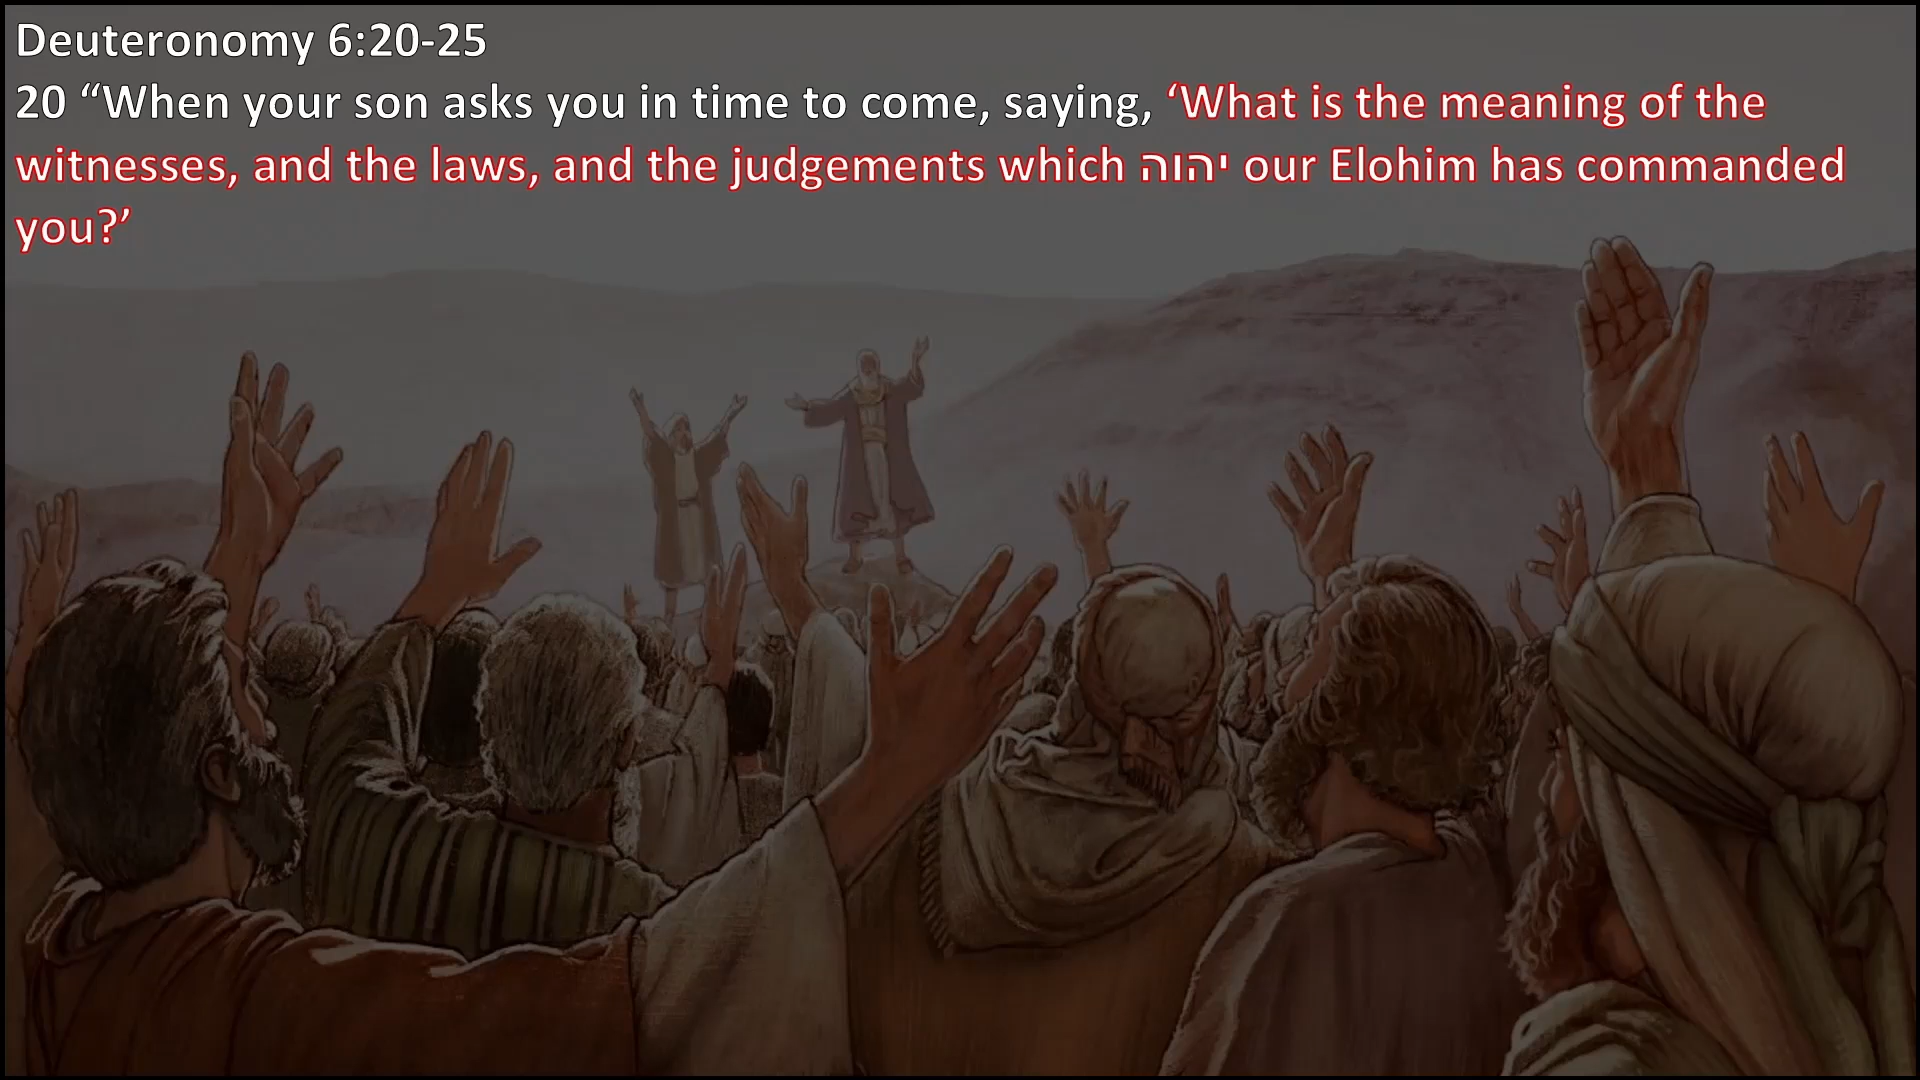 Deuteronomy 6:20-25
20 “When your son asks you in time to come, saying, ‘What is the meaning of the
witnesses, and the laws, and the judgements which יהוה our Elohim has commanded
you?’